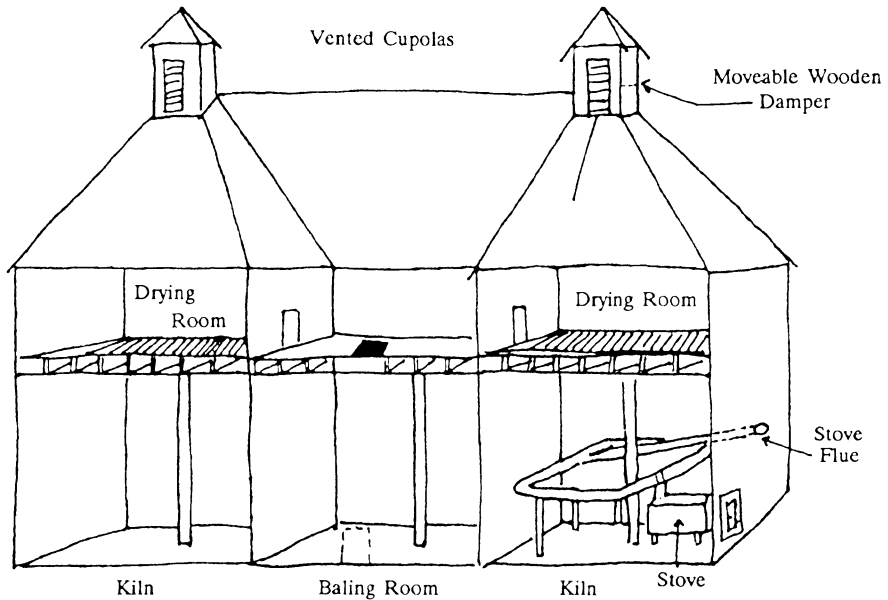 Vented Cupolas
Moveable Wooden
Damper
Drying
Room
Drying Room
Stove
Flue
Kiln
Baling Room
Kiln
Stove